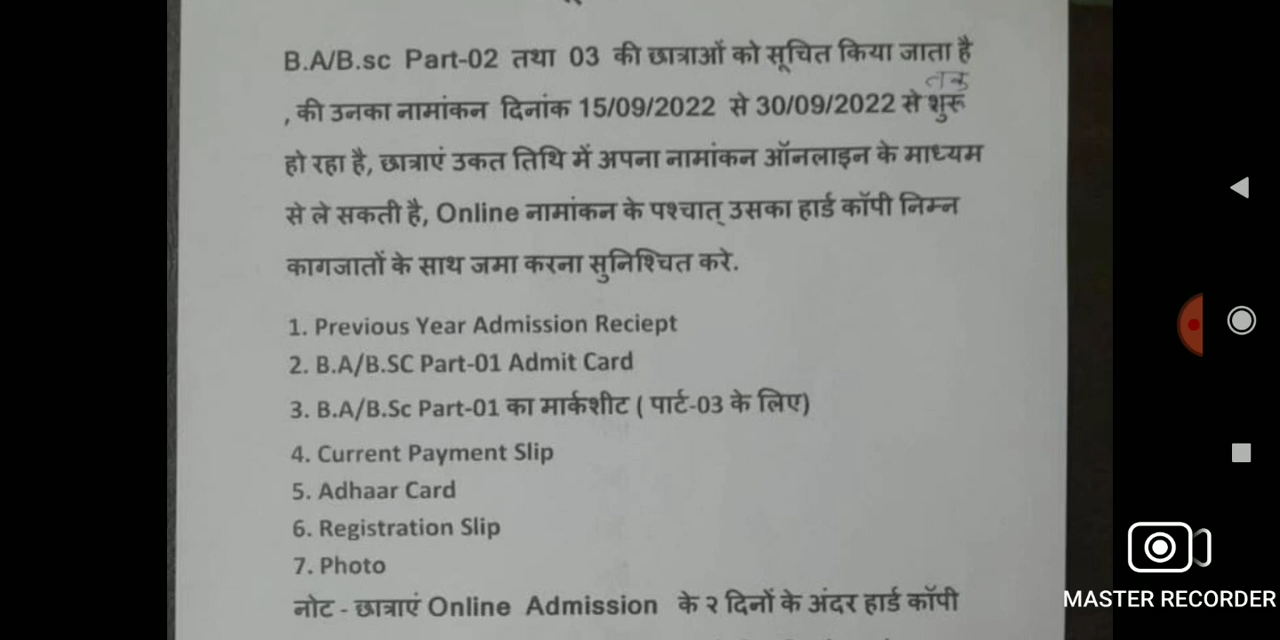 B.A/B.sc Part-02 तथा 03 की छात्राओं को सूचित किया जाता है
तक
, की उनका नामांकन दिनांक 15/09/2022 से 30/09/2022 से शुरू
हो रहा है, छात्राएं उकत तिथि में अपना नामांकन ऑनलाइन के माध्यम
से ले सकती है, Online नामांकन के पश्चात् उसका हार्ड कॉपी निम्न
कागजातों के साथ जमा करना सुनिश्चित करे.
1. Previous Year Admission Reciept
2. B.A/B.SC Part-01 Admit Card
3. B.A/B.Sc Part-01 का मार्कशीट ( पार्ट-03 के लिए)
4. Current Payment Slip
5. Adhaar Card
6. Registration Slip
7. Photo
नोट - छात्राएं Online Admission के २ दिनों के अंदर हार्ड कॉपी
MASTER RECORDER